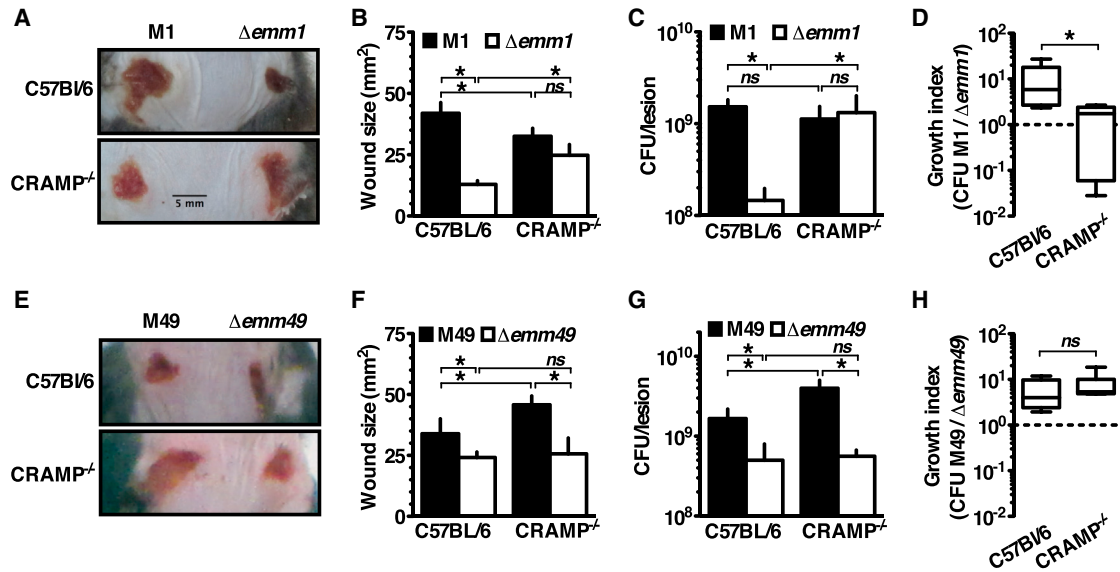 A
M1 Δemm1
C57Bl/6
CRAMP-/-
5 mm
B
M1 Δemm1
Wound size (mm2)
75
50
25
0
* *
* ns
C57BL/6 CRAMP-/-
C
M1 Δemm1
CFU/lesion
10^10
10^9
10^8
* *
ns ns
C57BL/6 CRAMP-/-
D
Growth index
(CFU M1 / Δemm1)
10^2
10^1
10^0
10^-1
10^-2
*
C57Bl/6 CRAMP-/-
E
M49 Δemm49
C57Bl/6
CRAMP-/-
F
M49 Δemm49
Wound size (mm2)
75
50
25
0
* ns
* *
C57BL/6 CRAMP-/-
G
M49 Δemm49
CFU/lesion
10^10
10^9
10^8
* ns
* *
C57BL/6 CRAMP-/-
H
Growth index
(CFU M49 / Δemm49)
10^2
10^1
10^0
10^-1
10^-2
ns
C57Bl/6 CRAMP-/-